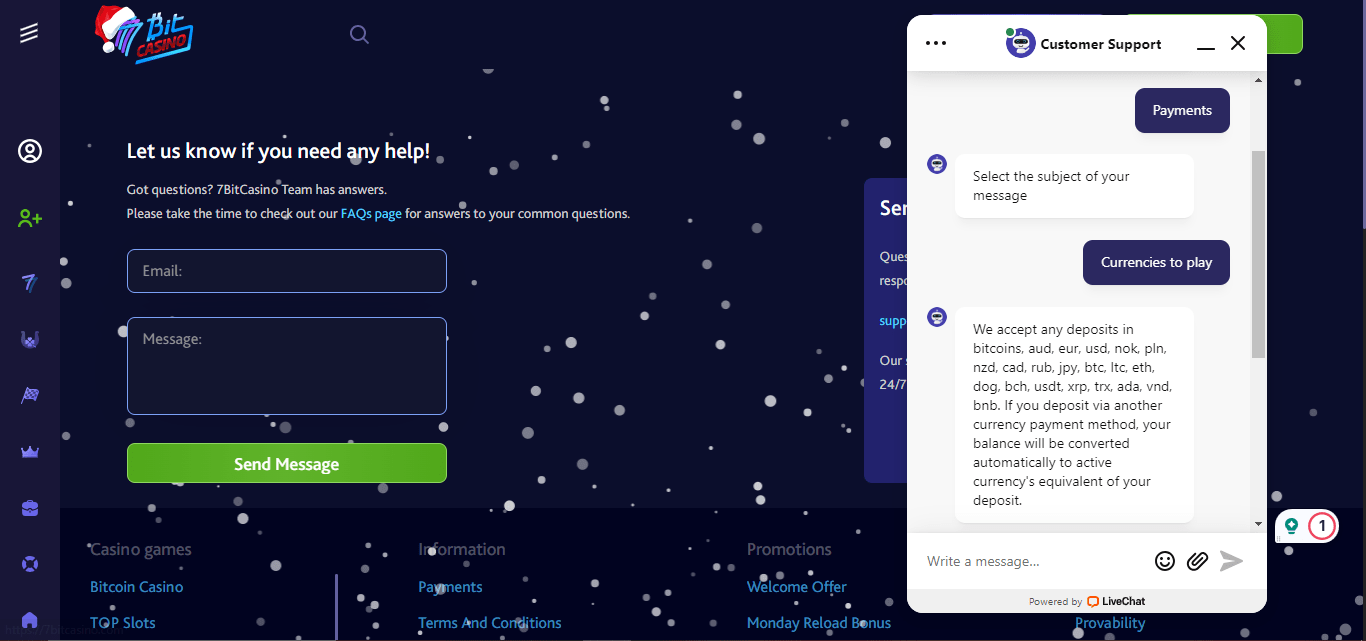 7 Bit
CASINO
Let us know if you need any help!
Got questions? 7BitCasino Team has answers.
Please take the time to check out our FAQs page for answers to your common questions.
Email:
Message:
Send Message
Ser
Ques
respo
supp
Our s
24/7
Customer Support
Payments
Select the subject of your
message
Currencies to play
We accept any deposits in
bitcoins, aud, eur, usd, nok, pln,
nzd, cad, rub, jpy, btc, ltc, eth,
dog, bch, usdt, xrp, trx, ada, vnd,
bnb. If you deposit via another
currency payment method, your
balance will be converted
automatically to active
currency's equivalent of your
deposit.
Write a message...
Powered by LiveChat
1
Casino games
Bitcoin Casino
TOP Slots
Information
Payments
Terms And Conditions
Promotions
Welcome Offer
Monday Reload Bonus
Provability